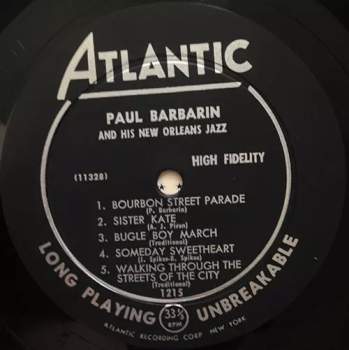 ATLANTIC
PAUL BARBARIN
AND HIS NEW ORLEANS JAZZ
HIGH FIDELITY
(11328)
1. BOURBON STREET PARADE
(P. Barbarin)
2. SISTER KATE
(A. J. Piron)
3. BUGLE BOY MARCH
(Traditional)
4. SOMEDAY SWEETHEART
(J. Spikes-B. Spikes)
5. WALKING THROUGH THE
STREETS OF THE CITY
(Traditional)
1215
LONG PLAYING 33⅓ RPM UNBREAKABLE
ATLANTIC RECORDING CORP. NEW YORK